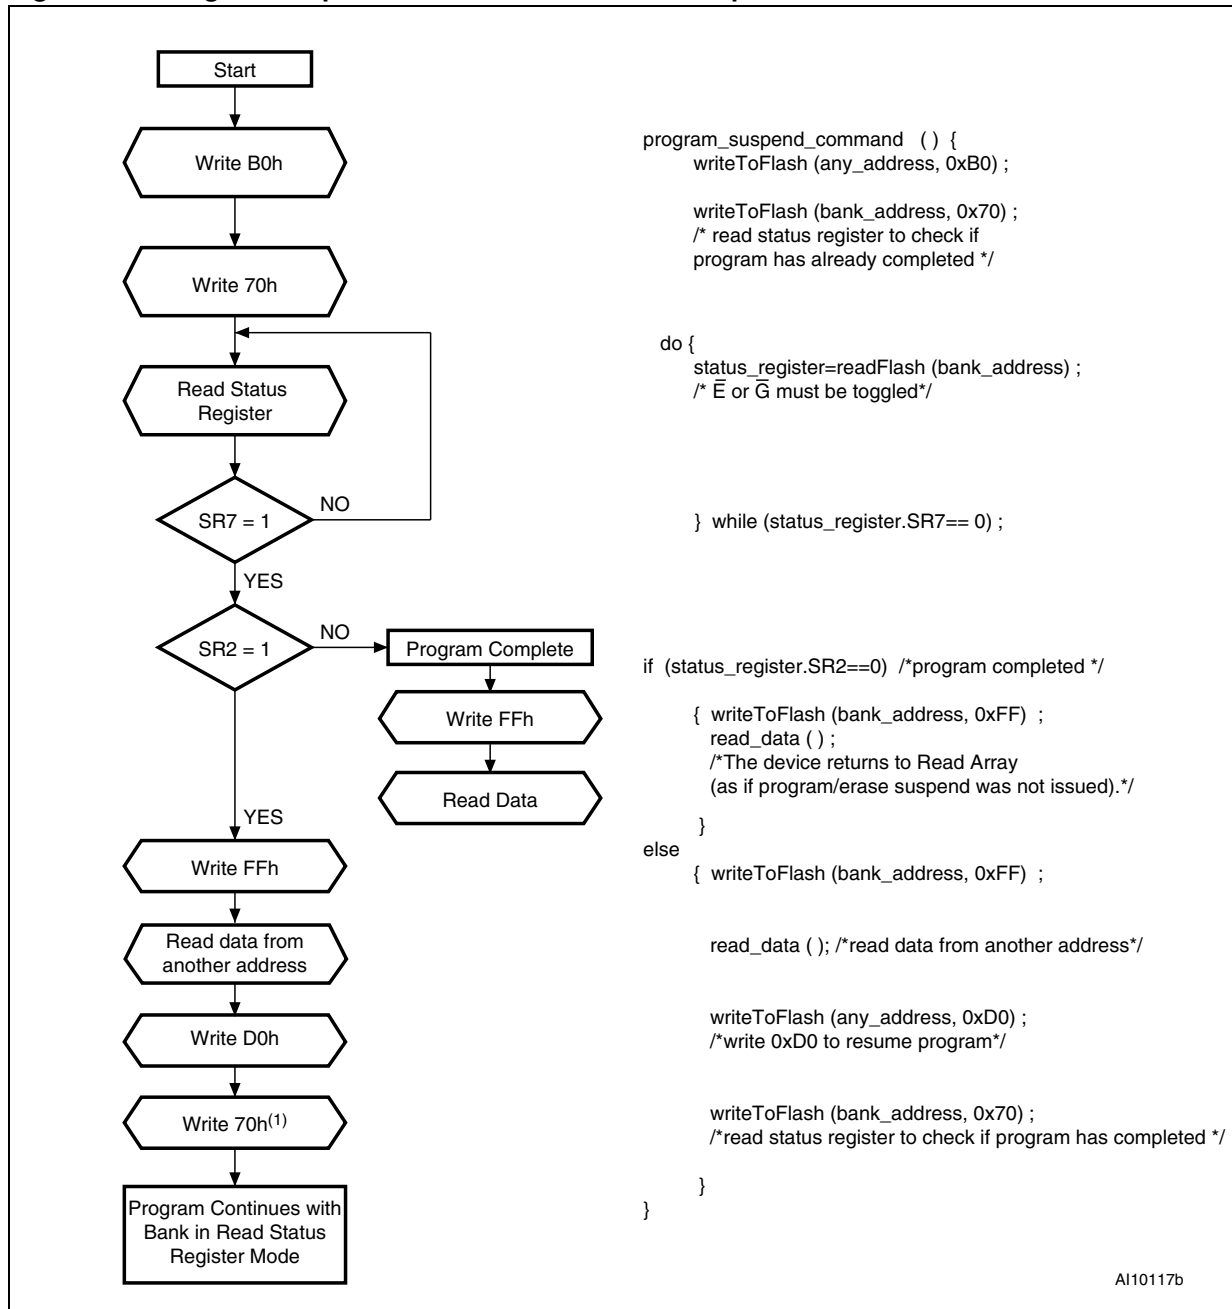 Start
Write B0h
Write 70h
Read Status
Register
SR7 = 1
NO
YES
SR2 = 1
NO
Program Complete
Write FFh
Read Data
YES
Write FFh
Read data from
another address
Write D0h
Write 70h(1)
Program Continues with
Bank in Read Status
Register Mode
program_suspend_command ( ) {
writeToFlash (any_address, 0xB0) ;
writeToFlash (bank_address, 0x70) ;
/* read status register to check if
program has already completed */
do {
status_register=readFlash (bank_address) ;
/* E̅ or G̅ must be toggled*/
} while (status_register.SR7== 0) ;
if (status_register.SR2==0) /*program completed */
{ writeToFlash (bank_address, 0xFF) ;
read_data ( ) ;
/*The device returns to Read Array
(as if program/erase suspend was not issued).*/
}
else
{ writeToFlash (bank_address, 0xFF) ;
read_data ( ); /*read data from another address*/
writeToFlash (any_address, 0xD0) ;
/*write 0xD0 to resume program*/
writeToFlash (bank_address, 0x70) ;
/*read status register to check if program has completed */
}
}
AI10117b